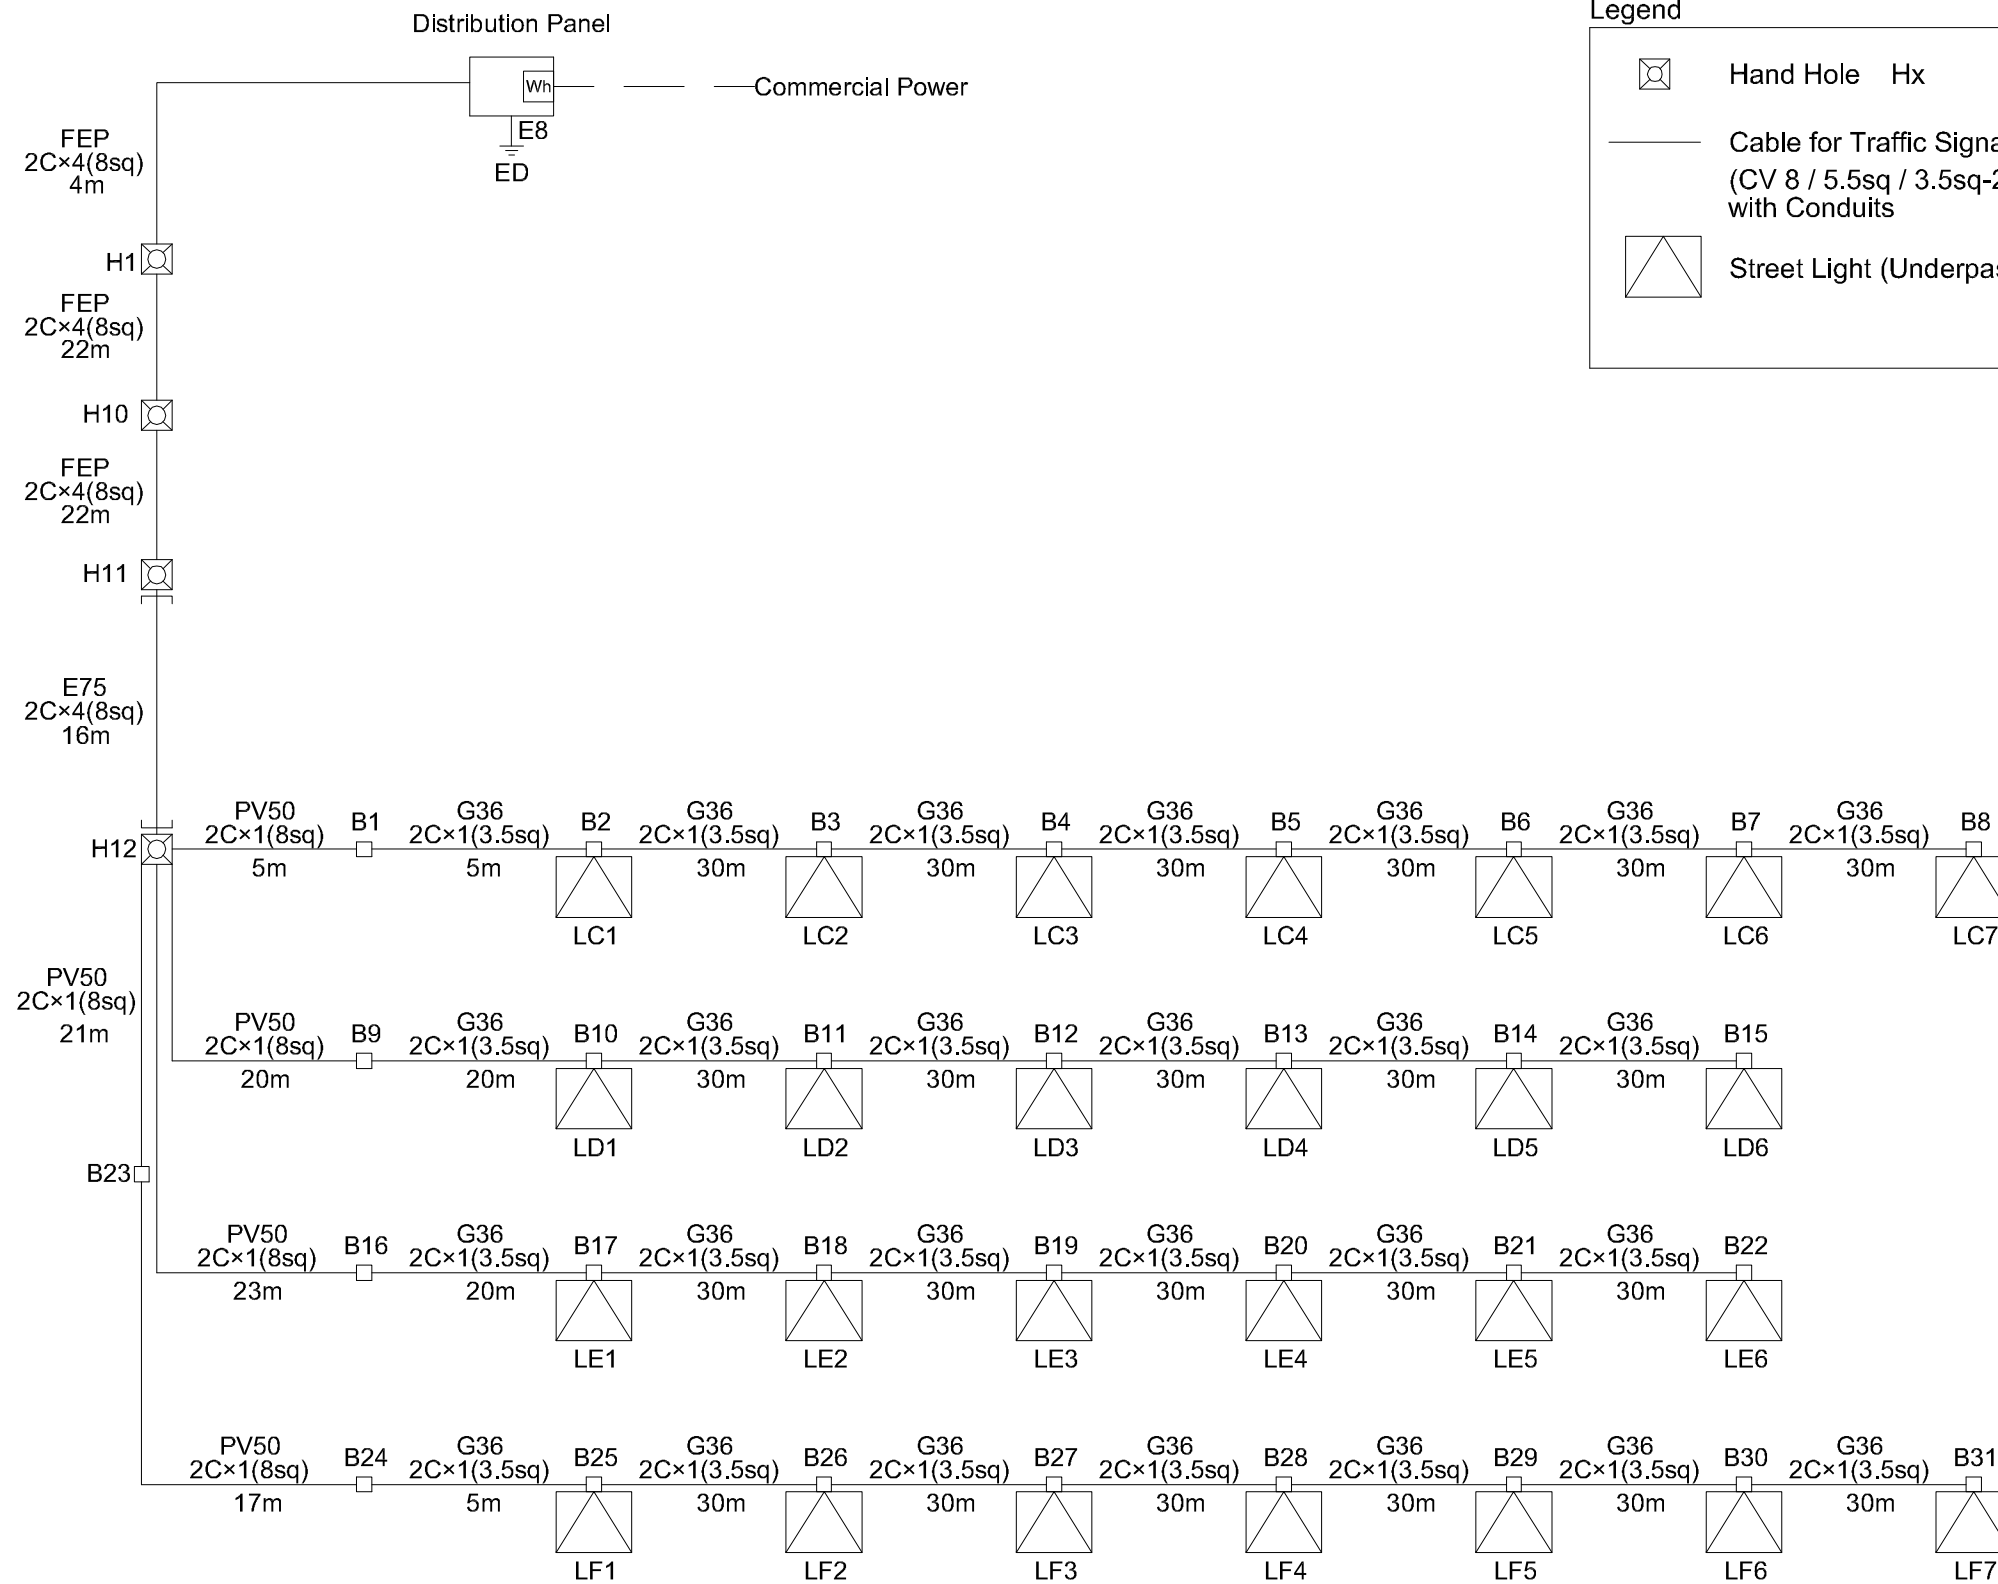 Distribution Panel
Wh
Commercial Power
E8
ED
Legend
Hand Hole Hx
Cable for Traffic Signa
(CV 8 / 5.5sq / 3.5sq-2
with Conduits
Street Light (Underpas
FEP
2C×4(8sq)
4m
H1
FEP
2C×4(8sq)
22m
H10
FEP
2C×4(8sq)
22m
H11
E75
2C×4(8sq)
16m
H12
PV50 B1 G36 B2 G36 B3 G36 B4 G36 B5 G36 B6 G36 B7 G36 B8
2C×1(8sq) 2C×1(3.5sq) 2C×1(3.5sq) 2C×1(3.5sq) 2C×1(3.5sq) 2C×1(3.5sq) 2C×1(3.5sq) 2C×1(3.5sq)
5m 5m 30m 30m 30m 30m 30m 30m
LC1 LC2 LC3 LC4 LC5 LC6 LC7
PV50
2C×1(8sq)
21m
PV50 B9 G36 B10 G36 B11 G36 B12 G36 B13 G36 B14 G36 B15
2C×1(8sq) 2C×1(3.5sq) 2C×1(3.5sq) 2C×1(3.5sq) 2C×1(3.5sq) 2C×1(3.5sq) 2C×1(3.5sq)
20m 20m 30m 30m 30m 30m 30m
LD1 LD2 LD3 LD4 LD5 LD6
B23
PV50 B16 G36 B17 G36 B18 G36 B19 G36 B20 G36 B21 G36 B22
2C×1(8sq) 2C×1(3.5sq) 2C×1(3.5sq) 2C×1(3.5sq) 2C×1(3.5sq) 2C×1(3.5sq) 2C×1(3.5sq)
23m 20m 30m 30m 30m 30m 30m
LE1 LE2 LE3 LE4 LE5 LE6
PV50 B24 G36 B25 G36 B26 G36 B27 G36 B28 G36 B29 G36 B30 G36 B31
2C×1(8sq) 2C×1(3.5sq) 2C×1(3.5sq) 2C×1(3.5sq) 2C×1(3.5sq) 2C×1(3.5sq) 2C×1(3.5sq) 2C×1(3.5sq)
17m 5m 30m 30m 30m 30m 30m 30m
LF1 LF2 LF3 LF4 LF5 LF6 LF7